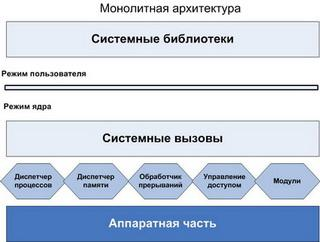 Монолитная архитектура
Системные библиотеки
Режим пользователя
Режим ядра
Системные вызовы
Диспетчер
процессов
Диспетчер
памяти
Обработчик
прерываний
Управление
доступом
Модули
Аппаратная часть